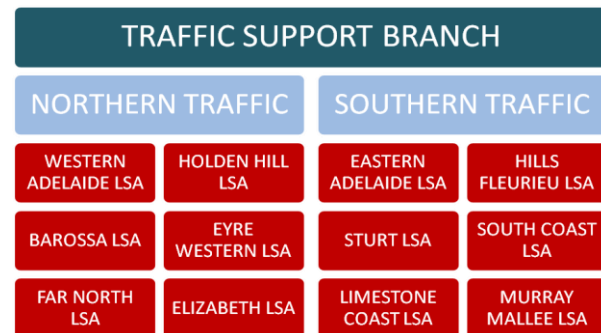 TRAFFIC SUPPORT BRANCH
NORTHERN TRAFFIC
SOUTHERN TRAFFIC
WESTERN
ADELAIDE LSA
HOLDEN HILL
LSA
EASTERN
ADELAIDE LSA
HILLS
FLEURIEU LSA
BAROSSA LSA
EYRE
WESTERN LSA
STURT LSA
SOUTH COAST
LSA
FAR NORTH
LSA
ELIZABETH LSA
LIMESTONE
COAST LSA
MURRAY
MALLEE LSA